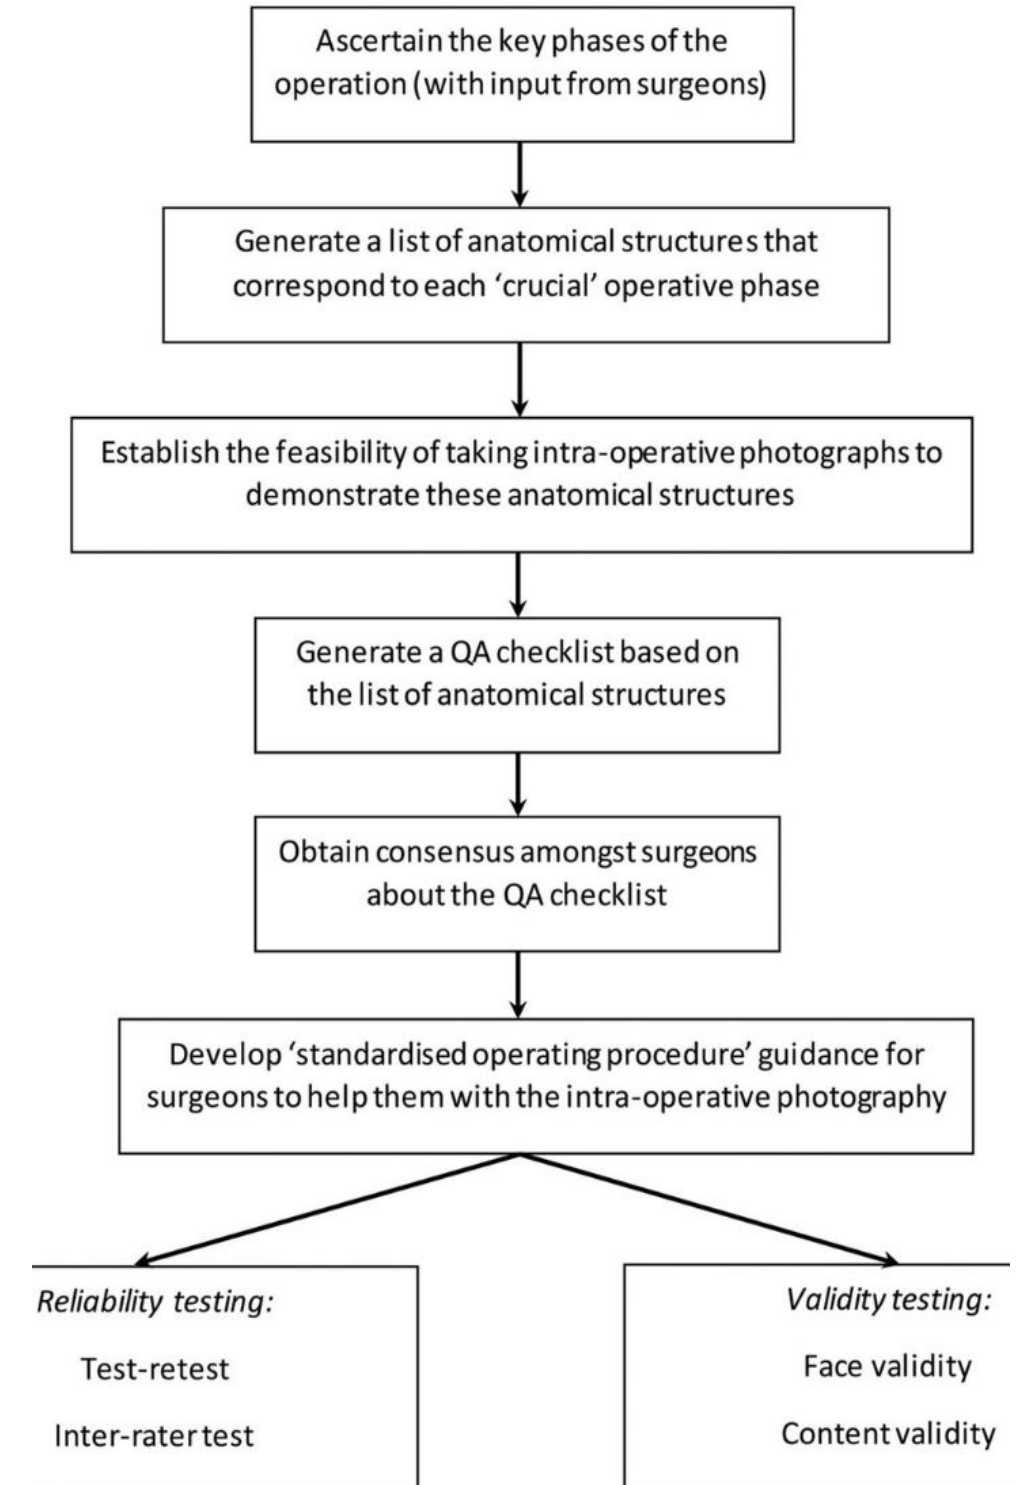 Ascertain the key phases of the
operation (with input from surgeons)
Generate a list of anatomical structures that
correspond to each ‘crucial’ operative phase
Establish the feasibility of taking intra-operative photographs to
demonstrate these anatomical structures
Generate a QA checklist based on
the list of anatomical structures
Obtain consensus amongst surgeons
about the QA checklist
Develop ‘standardised operating procedure’ guidance for
surgeons to help them with the intra-operative photography
Reliability testing:
Test-retest
Inter-rater test
Validity testing:
Face validity
Content validity